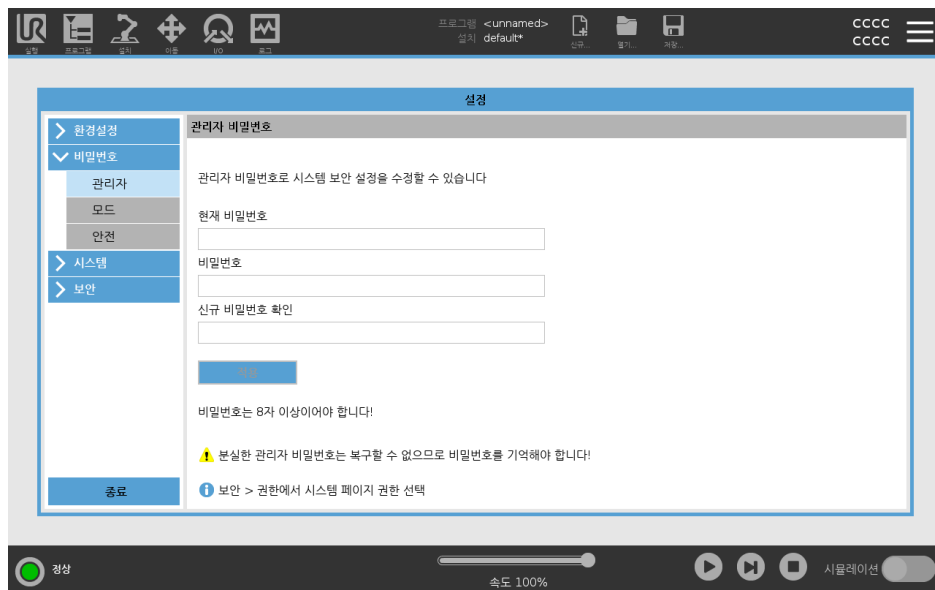 프로그램 <unnamed>
설치 default*
CCCC
CCCC
실행 프로그램 설치 이동 I/O 로그 신규... 열기... 저장...
설정
환경설정
비밀번호
관리자
모드
안전
시스템
보안
종료
관리자 비밀번호
관리자 비밀번호로 시스템 보안 설정을 수정할 수 있습니다
현재 비밀번호
비밀번호
신규 비밀번호 확인
비밀번호는 8자 이상이어야 합니다!
분실한 관리자 비밀번호는 복구할 수 없으므로 비밀번호를 기억해야 합니다!
보안 > 권한에서 시스템 페이지 권한 선택
정상
속도 100%
시뮬레이션